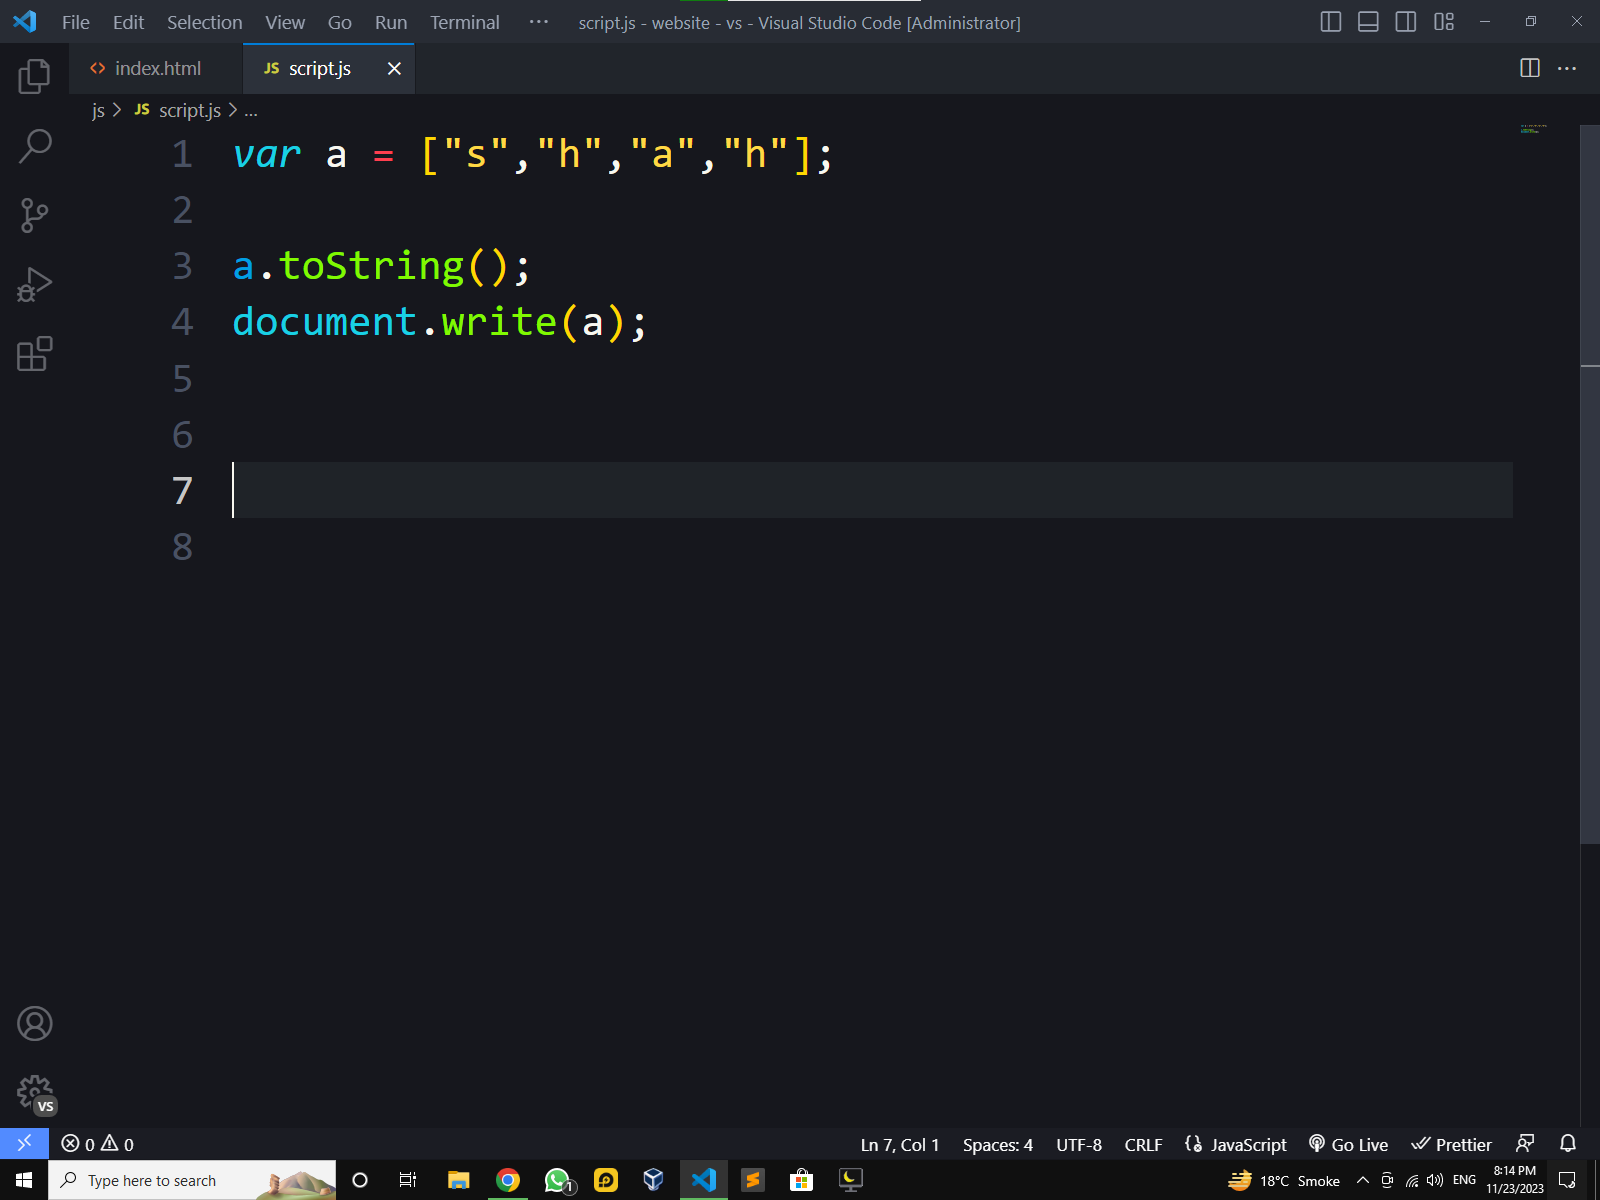 File Edit Selection View Go Run Terminal ··· script.js - website - vs - Visual Studio Code [Administrator]
<> index.html JS script.js ×
js > JS script.js > ...
1 var a = ["s","h","a","h"];
2
3 a.toString();
4 document.write(a);
5
6
7
8
VS
0 0 Ln 7, Col 1 Spaces: 4 UTF-8 CRLF JavaScript Go Live Prettier
Type here to search 1 18°C Smoke ENG 8:14 PM
11/23/2023